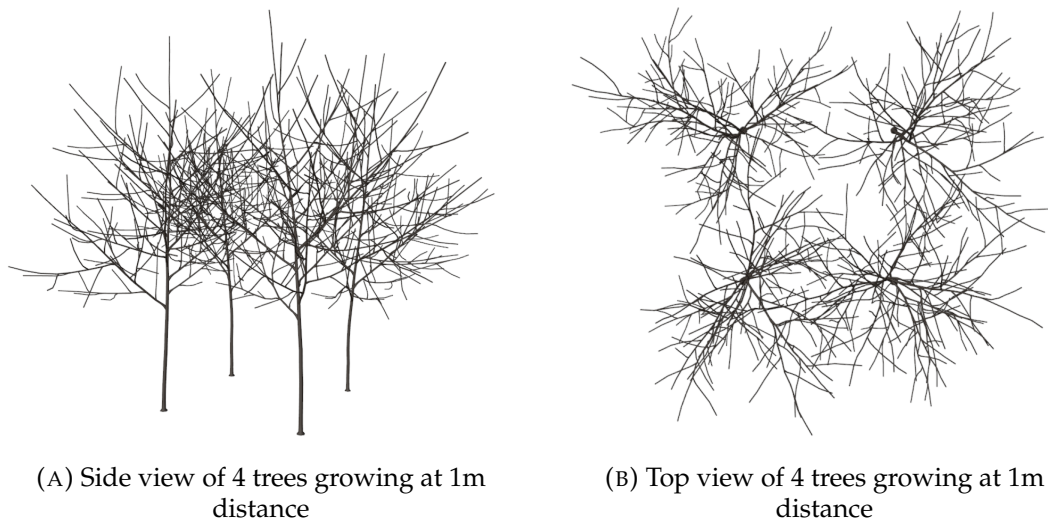 (A) Side view of 4 trees growing at 1m
distance
(B) Top view of 4 trees growing at 1m
distance